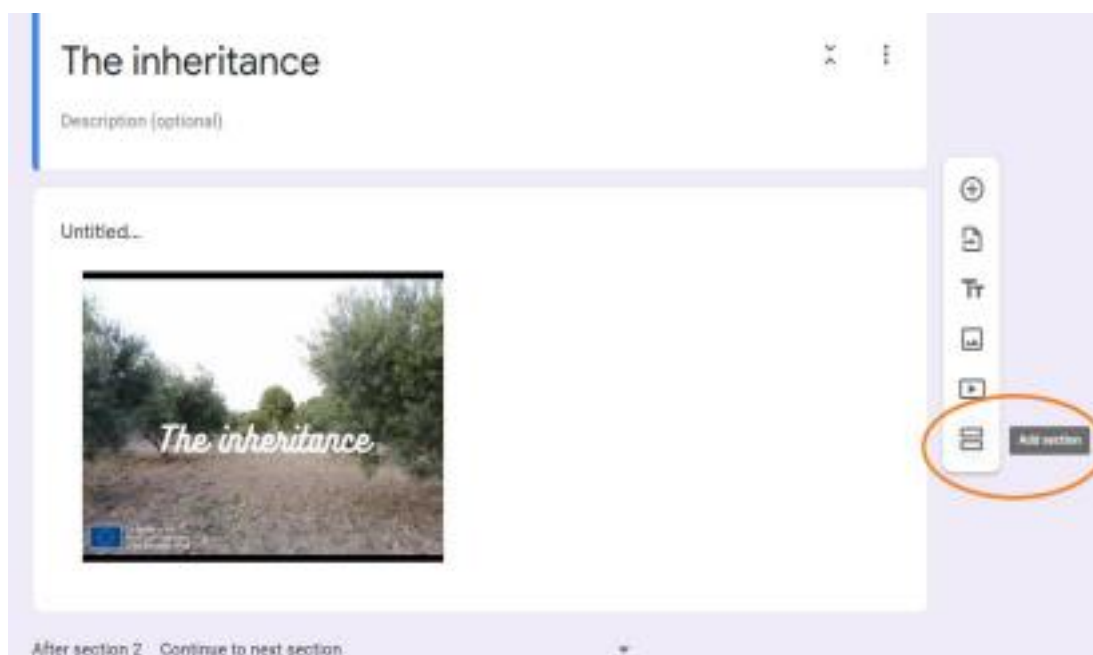 The inheritance
Description (optional)
Untitled...
The inheritance
Add section
After section 2 Continue to next section